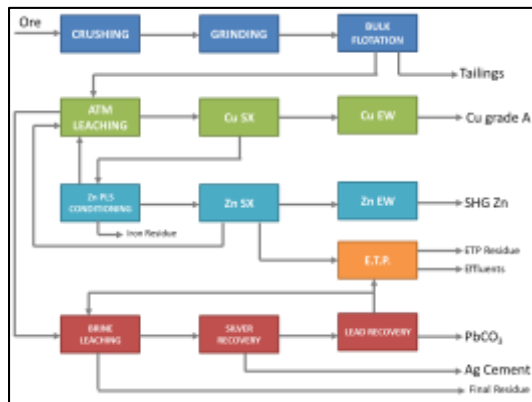 Ore
CRUSHING
GRINDING
BULK
FLOTATION
Tailings
ATM
LEACHING
Cu SX
Cu EW
Cu grade A
Zn PLS
CONDITIONING
Zn SX
Zn EW
SHG Zn
Iron Residue
E.T.P.
ETP Residue
Effluents
BRINE
LEACHING
SILVER
RECOVERY
LEAD RECOVERY
PbCO₃
Ag Cement
Final Residue